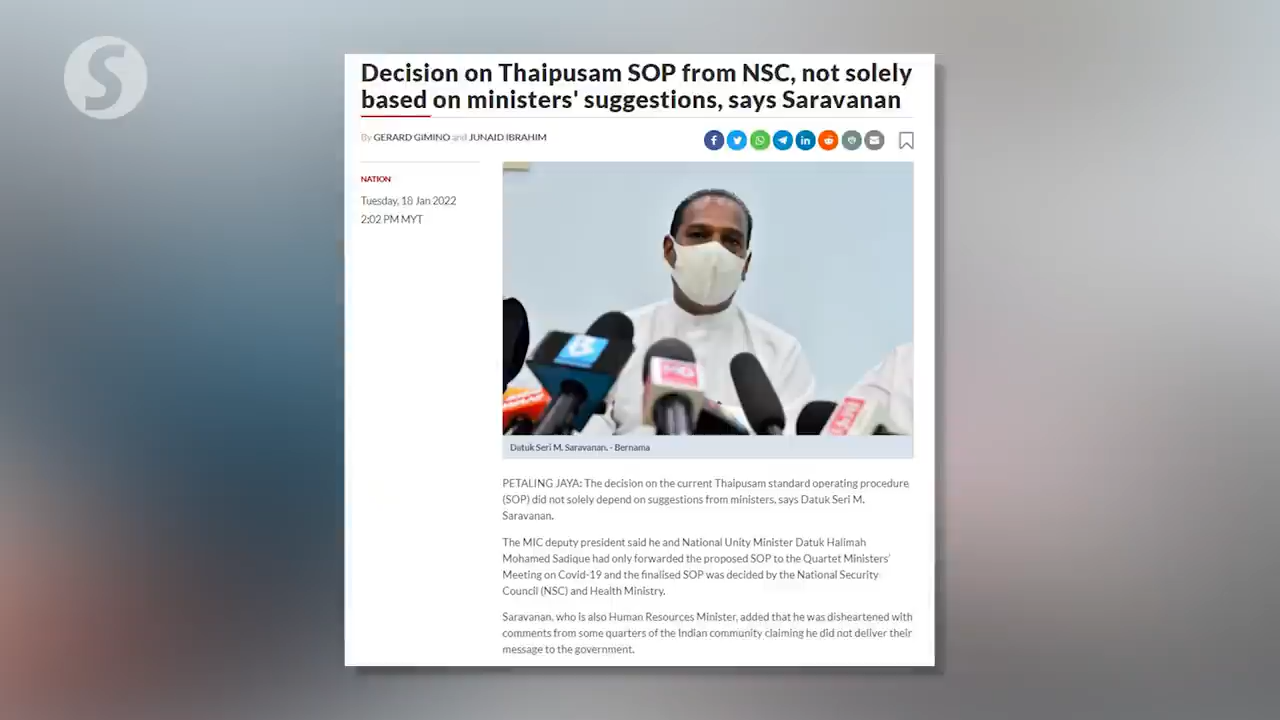 S
Decision on Thaipusam SOP from NSC, not solely
based on ministers' suggestions, says Saravanan
By GERARD GIMINO and JUNAID IBRAHIM
NATION
Tuesday, 18 Jan 2022
2:02 PM MYT
Datuk Seri M. Saravanan. - Bernama
PETALING JAYA: The decision on the current Thaipusam standard operating procedure
(SOP) did not solely depend on suggestions from ministers, says Datuk Seri M.
Saravanan.
The MIC deputy president said he and National Unity Minister Datuk Halimah
Mohamed Sadique had only forwarded the proposed SOP to the Quartet Ministers'
Meeting on Covid-19 and the finalised SOP was decided by the National Security
Council (NSC) and Health Ministry.
Saravanan, who is also Human Resources Minister, added that he was disheartened with
comments from some quarters of the Indian community claiming he did not deliver their
message to the government.